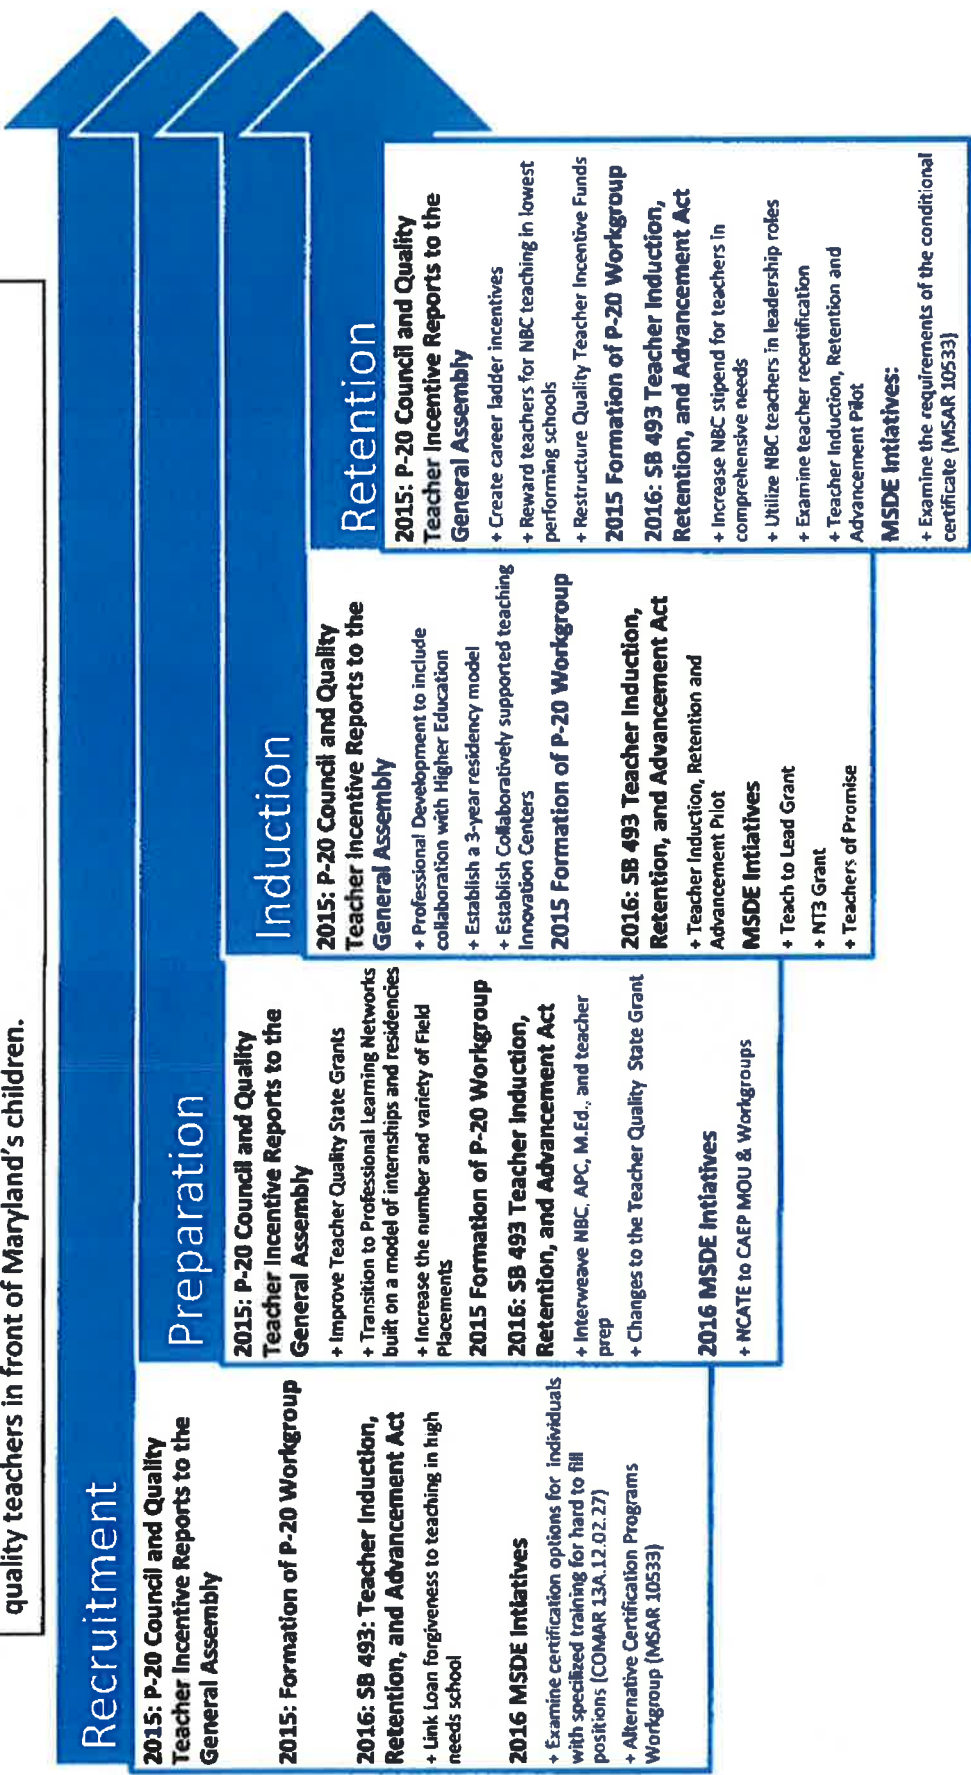 quality teachers in front of Maryland's children.
Recruitment
2015: P-20 Council and Quality
Teacher Incentive Reports to the
General Assembly
2015: Formation of P-20 Workgroup
2016: SB 493: Teacher Induction,
Retention, and Advancement Act
+ Link Loan forgiveness to teaching in high
needs school
2016 MSDE Intiatives
+ Examine certification options for individuals
with specilized training for hard to fill
positions (COMAR 13A.12.02.27)
+ Alternative Certification Programs
Workgroup (MSAR 10533)
Preparation
2015: P-20 Council and Quality
Teacher Incentive Reports to the
General Assembly
+ Improve Teacher Quality State Grants
+ Transition to Professional Learning Networks
built on a model of internships and residencies
+ Increase the number and variety of Field
Placements
2015 Formation of P-20 Workgroup
2016: SB 493 Teacher Induction,
Retention, and Advancement Act
+ Interweave NBC, APC, M.Ed., and teacher
prep
+ Changes to the Teacher Quality State Grant
2016 MSDE Intiatives
+ NCATE to CAEP MOU & Workgroups
Induction
2015: P-20 Council and Quality
Teacher Incentive Reports to the
General Assembly
+ Professional Development to include
collaboration with Higher Education
+ Establish a 3-year residency model
+ Establish Collaboratively supported teaching
Innovation Centers
2015 Formation of P-20 Workgroup
2016: SB 493 Teacher Induction,
Retention, and Advancement Act
+ Teacher Induction, Retention and
Advancement Pilot
MSDE Intiatives
+ Teach to Lead Grant
+ NT3 Grant
+ Teachers of Promise
Retention
2015: P-20 Council and Quality
Teacher Incentive Reports to the
General Assembly
+ Create career ladder incentives
+ Reward teachers for NBC teaching in lowest
performing schools
+ Restructure Quality Teacher Incentive Funds
2015 Formation of P-20 Workgroup
2016: SB 493 Teacher Induction,
Retention, and Advancement Act
+ Increase NBC stipend for teachers in
comprehensive needs
+ Utilize NBC teachers in leadership roles
+ Examine teacher recertification
+ Teacher Induction, Retention and
Advancement Pilot
MSDE Intiatives:
+ Examine the requirements of the conditional
certificate (MSAR 10533)